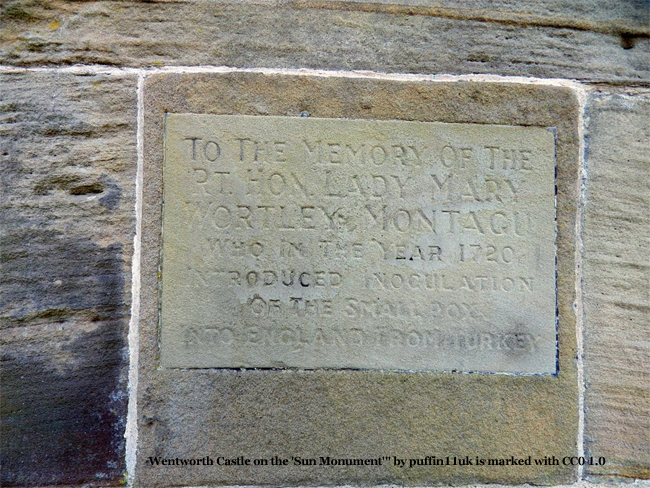 TO THE MEMORY OF THE
RT. HON. LADY MARY
WORTLEY MONTAGU
WHO IN THE YEAR 1720,
INTRODUCED INOCULATION
OF THE SMALL POX
INTO ENGLAND FROM TURKEY
"Wentworth Castle on the 'Sun Monument'" by puffin11uk is marked with CC0 1.0